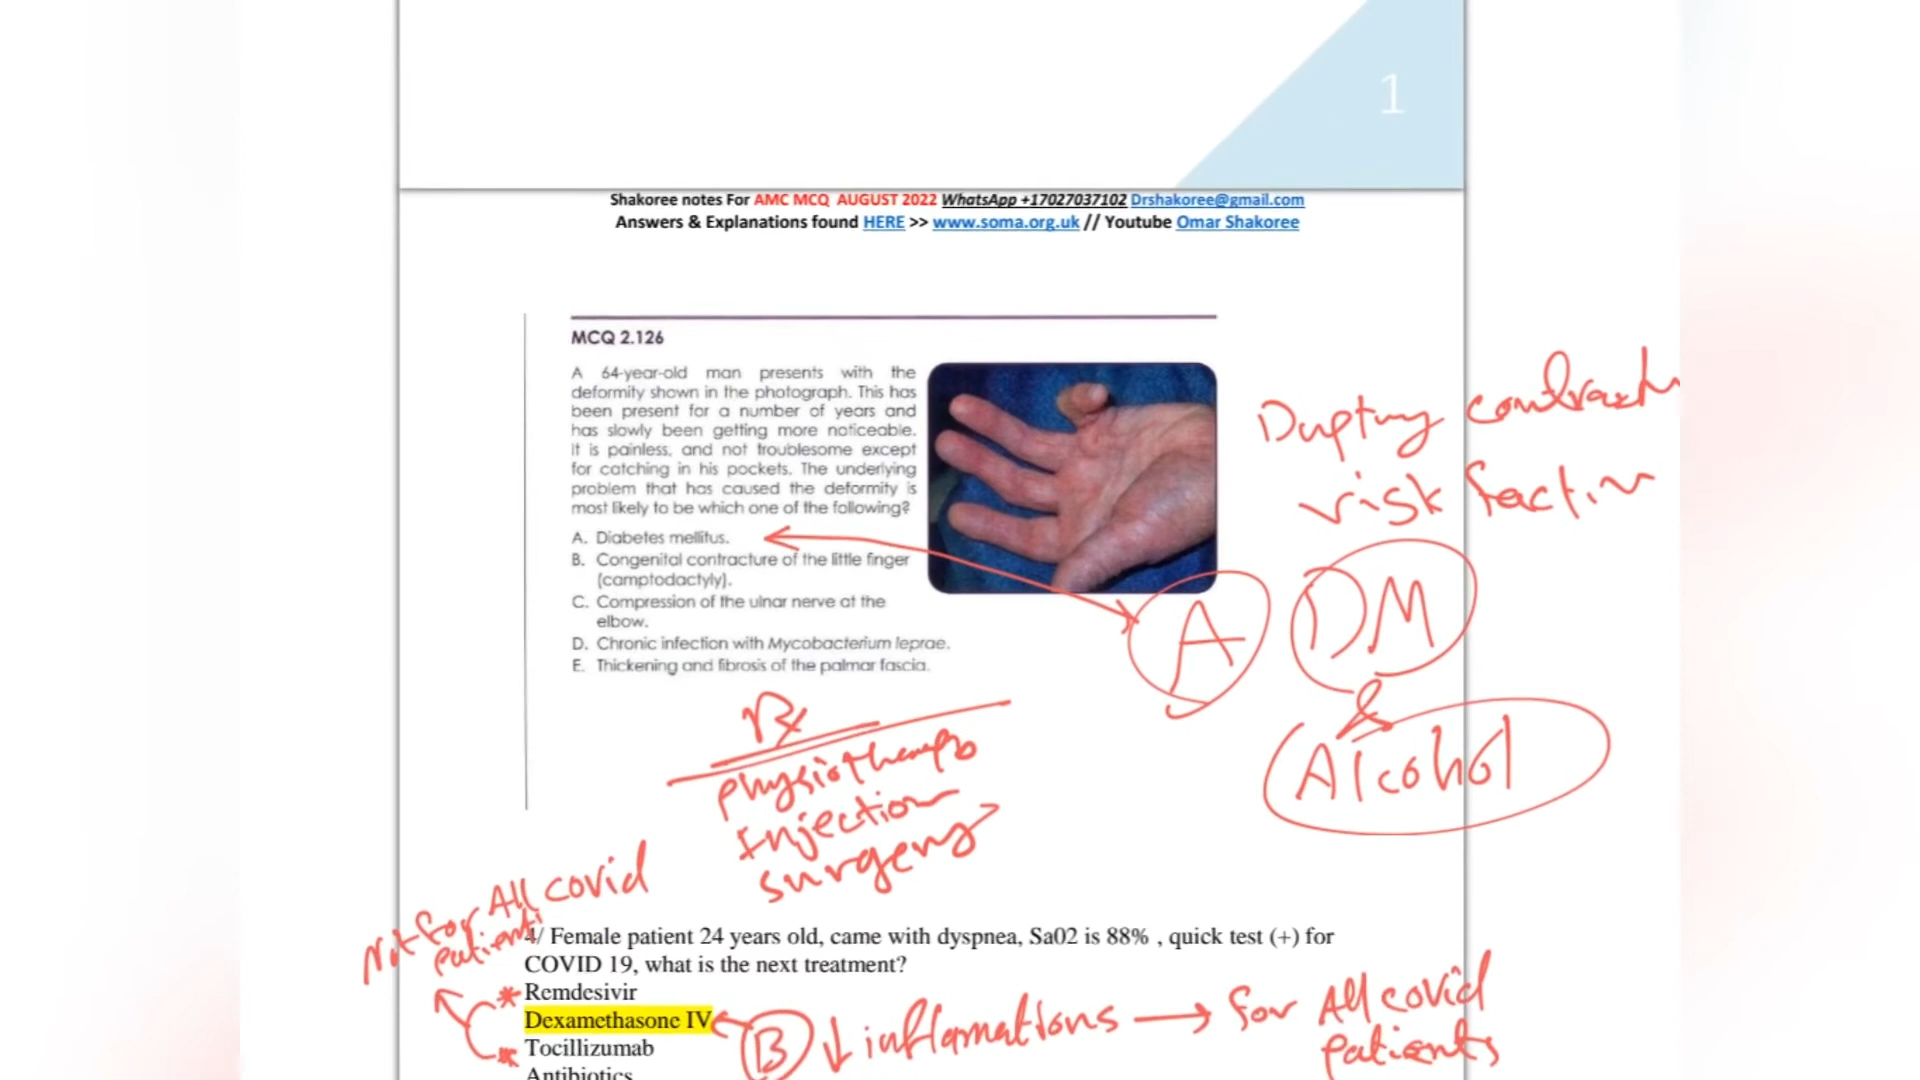 1
Shakoree notes For AMC MCQ AUGUST 2022 WhatsApp +17027037102 Drshakoree@gmail.com
Answers & Explanations found HERE >> www.soma.org.uk // Youtube Omar Shakoree
MCQ 2.126
A 64-year-old man presents with the
deformity shown in the photograph. This has
been present for a number of years and
has slowly been getting more noticeable.
It is painless, and not troublesome except
for catching in his pockets. The underlying
problem that has caused the deformity is
most likely to be which one of the following?
A. Diabetes mellitus.
B. Congenital contracture of the little finger
(camptodactyly).
C. Compression of the ulnar nerve at the
elbow.
D. Chronic infection with Mycobacterium leprae.
E. Thickening and fibrosis of the palmar fascia.
risk
A
DM
&
Alcohol
Rx
Injection
surgery
Not for All covid
patient
4/ Female patient 24 years old, came with dyspnea, Sa02 is 88% , quick test (+) for
COVID 19, what is the next treatment?
* Remdesivir
Dexamethasone IV
B ↓ inflamations → for All covid
patients
* Tocillizumab
Antibiotics